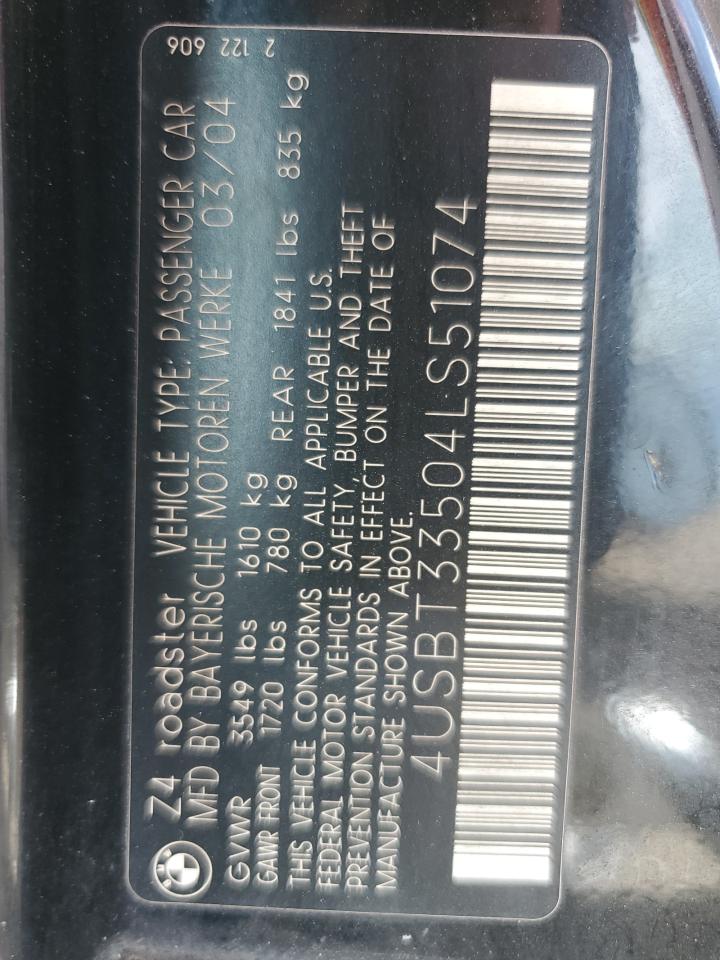 2 122 606
Z4 roadster VEHICLE TYPE: PASSENGER CAR
MFD BY BAYERISCHE MOTOREN WERKE 03/04
GVWR 3549 lbs 1610 kg
GAWR FRONT 1720 lbs 780 kg REAR 1841 lbs 835 kg
THIS VEHICLE CONFORMS TO ALL APPLICABLE U.S.
FEDERAL MOTOR VEHICLE SAFETY, BUMPER AND THEFT
PREVENTION STANDARDS IN EFFECT ON THE DATE OF
MANUFACTURE SHOWN ABOVE.
4USBT33504LS51074